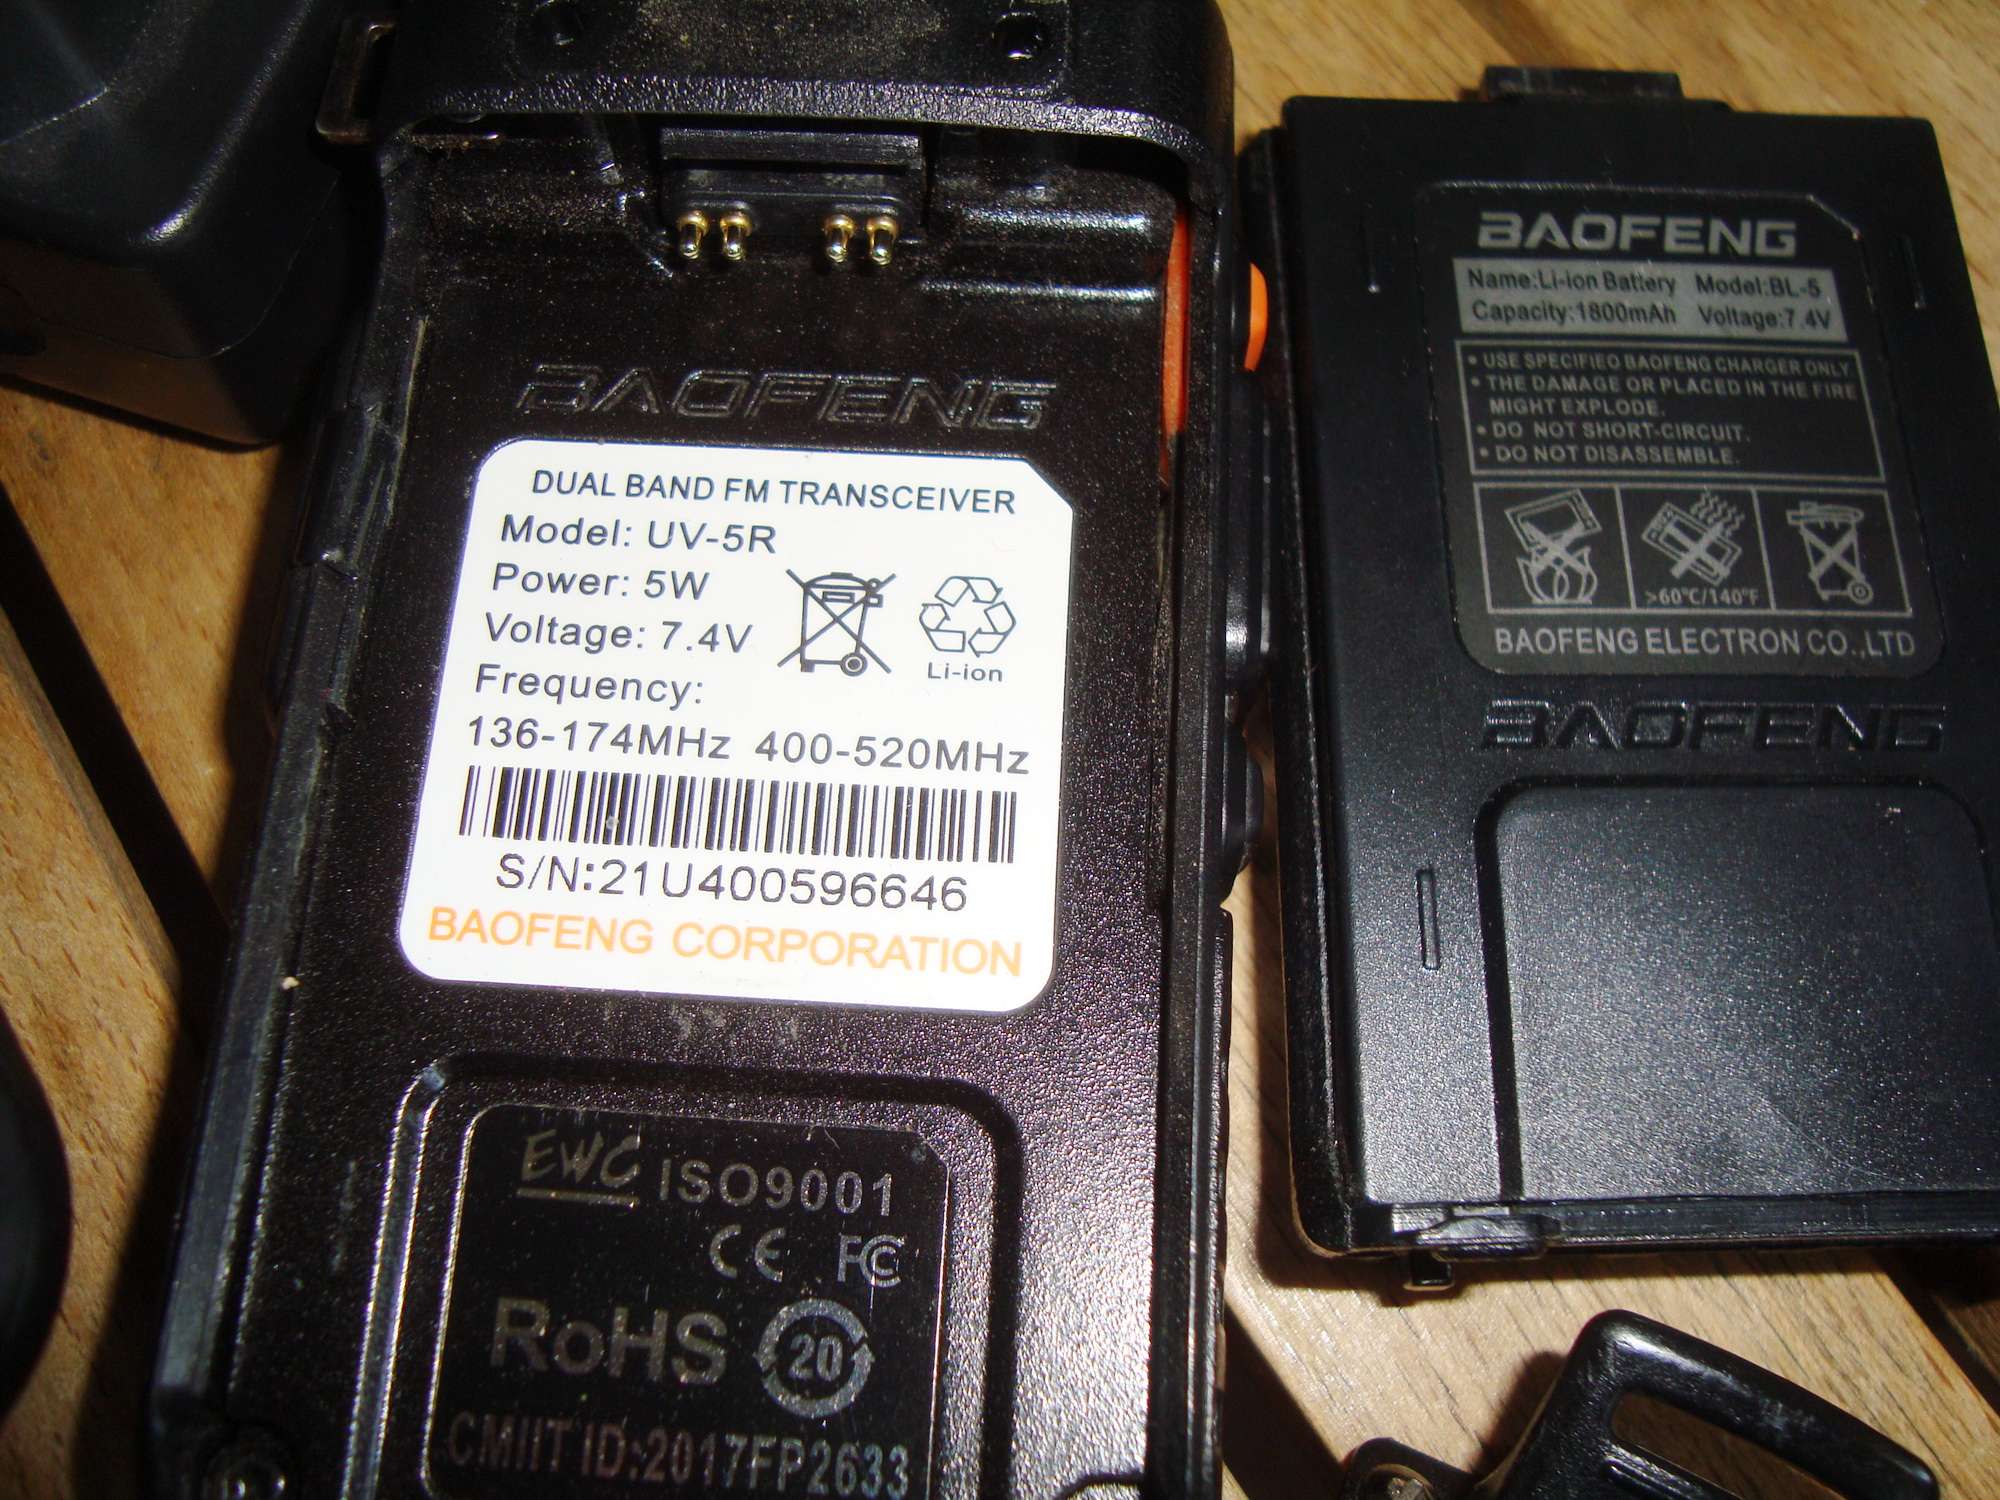 BAOFENG
DUAL BAND FM TRANSCEIVER
Model: UV-5R
Power: 5W
Voltage: 7.4V
Li-ion
Frequency:
136-174MHz 400-520MHz
S/N:21U400596646
BAOFENG CORPORATION
EWC ISO9001
CE FC
RoHS 20
CMIIT ID:2017FP2633
BAOFENG
Name:Li-ion Battery Model:BL-5
Capacity:1800mAh Voltage:7.4V
• USE SPECIFIED BAOFENG CHARGER ONLY
• THE DAMAGE OR PLACED IN THE FIRE
MIGHT EXPLODE.
• DO NOT SHORT-CIRCUIT.
• DO NOT DISASSEMBLE.
>60°C/140°F
BAOFENG ELECTRON CO.,LTD
BAOFENG